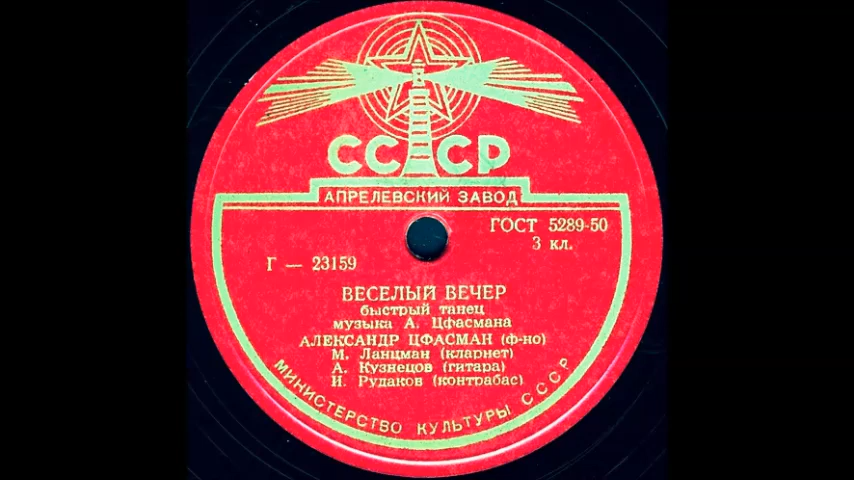 СССР
АПРЕЛЕВСКИЙ ЗАВОД
ГОСТ 5289-50
3 кл.
Г — 23159
ВЕСЕЛЫЙ ВЕЧЕР
быстрый танец
музыка А. Цфасмана
АЛЕКСАНДР ЦФАСМАН (ф-но)
М. Ланцман (кларнет)
А. Кузнецов (гитара)
И. Рудаков (контрабас)
МИНИСТЕРСТВО КУЛЬТУРЫ СССР